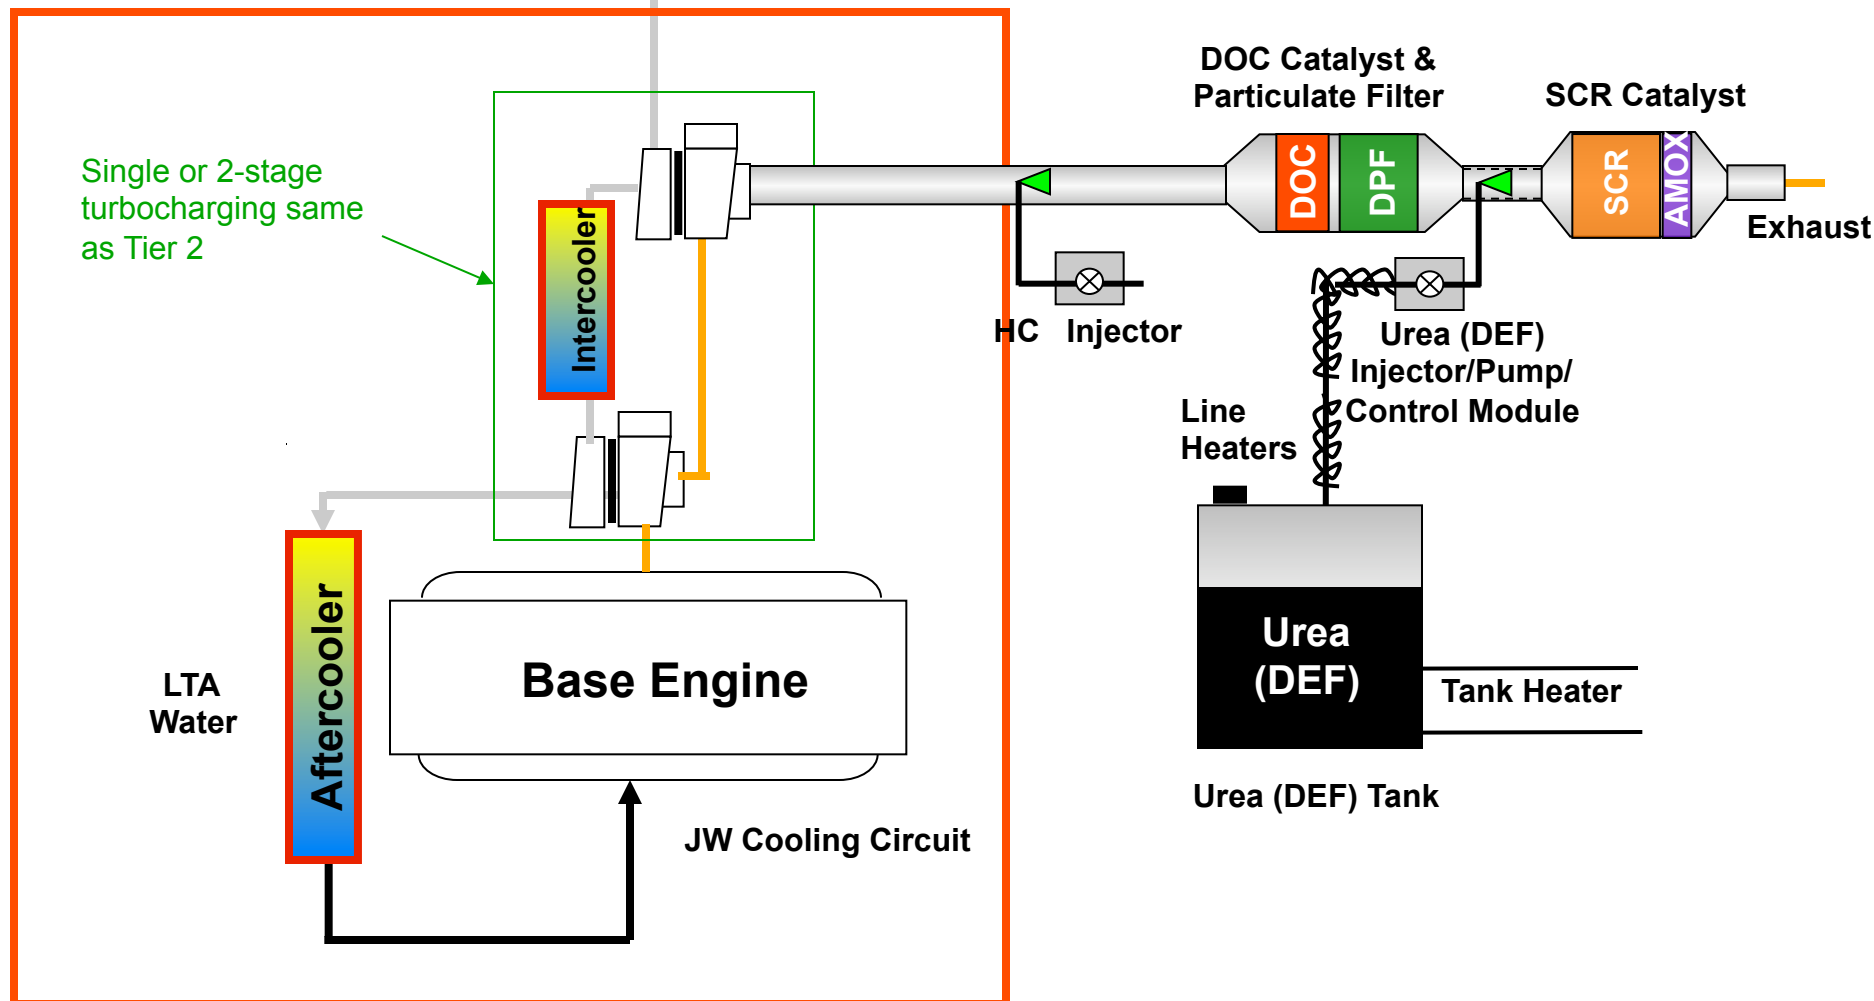 DOC Catalyst &
Particulate Filter
SCR Catalyst
Single or 2-stage
turbocharging same
as Tier 2
Intercooler
DOC
DPF
SCR
AMOX
Exhaust
HC Injector
Urea (DEF)
Injector/Pump/
Control Module
Line
Heaters
Aftercooler
LTA
Water
Base Engine
Urea
(DEF)
Tank Heater
Urea (DEF) Tank
JW Cooling Circuit